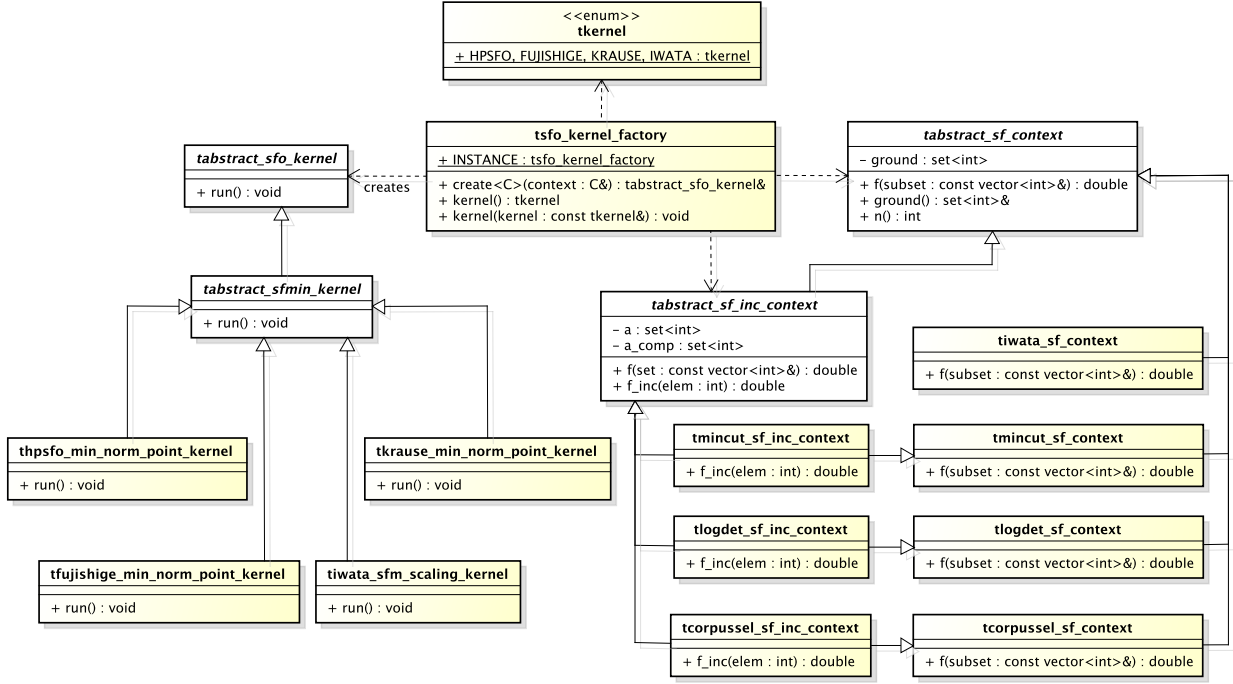 <<enum>>
tkernel
+ HPSFO, FUJISHIGE, KRAUSE, IWATA : tkernel
tsfo_kernel_factory
+ INSTANCE : tsfo_kernel_factory
+ create<C>(context : C&) : tabstract_sfo_kernel&
+ kernel() : tkernel
+ kernel(kernel : const tkernel&) : void
tabstract_sfo_kernel
+ run() : void
creates
tabstract_sf_context
− ground : set<int>
+ f(subset : const vector<int>&) : double
+ ground() : set<int>&
+ n() : int
tabstract_sfmin_kernel
+ run() : void
tabstract_sf_inc_context
− a : set<int>
− a_comp : set<int>
+ f(set : const vector<int>&) : double
+ f_inc(elem : int) : double
tiwata_sf_context
+ f(subset : const vector<int>&) : double
thpsfo_min_norm_point_kernel
+ run() : void
tkrause_min_norm_point_kernel
+ run() : void
tmincut_sf_inc_context
+ f_inc(elem : int) : double
tmincut_sf_context
+ f(subset : const vector<int>&) : double
tlogdet_sf_inc_context
+ f_inc(elem : int) : double
tlogdet_sf_context
+ f(subset : const vector<int>&) : double
tfujishige_min_norm_point_kernel
+ run() : void
tiwata_sfm_scaling_kernel
+ run() : void
tcorpussel_sf_inc_context
+ f_inc(elem : int) : double
tcorpussel_sf_context
+ f(subset : const vector<int>&) : double